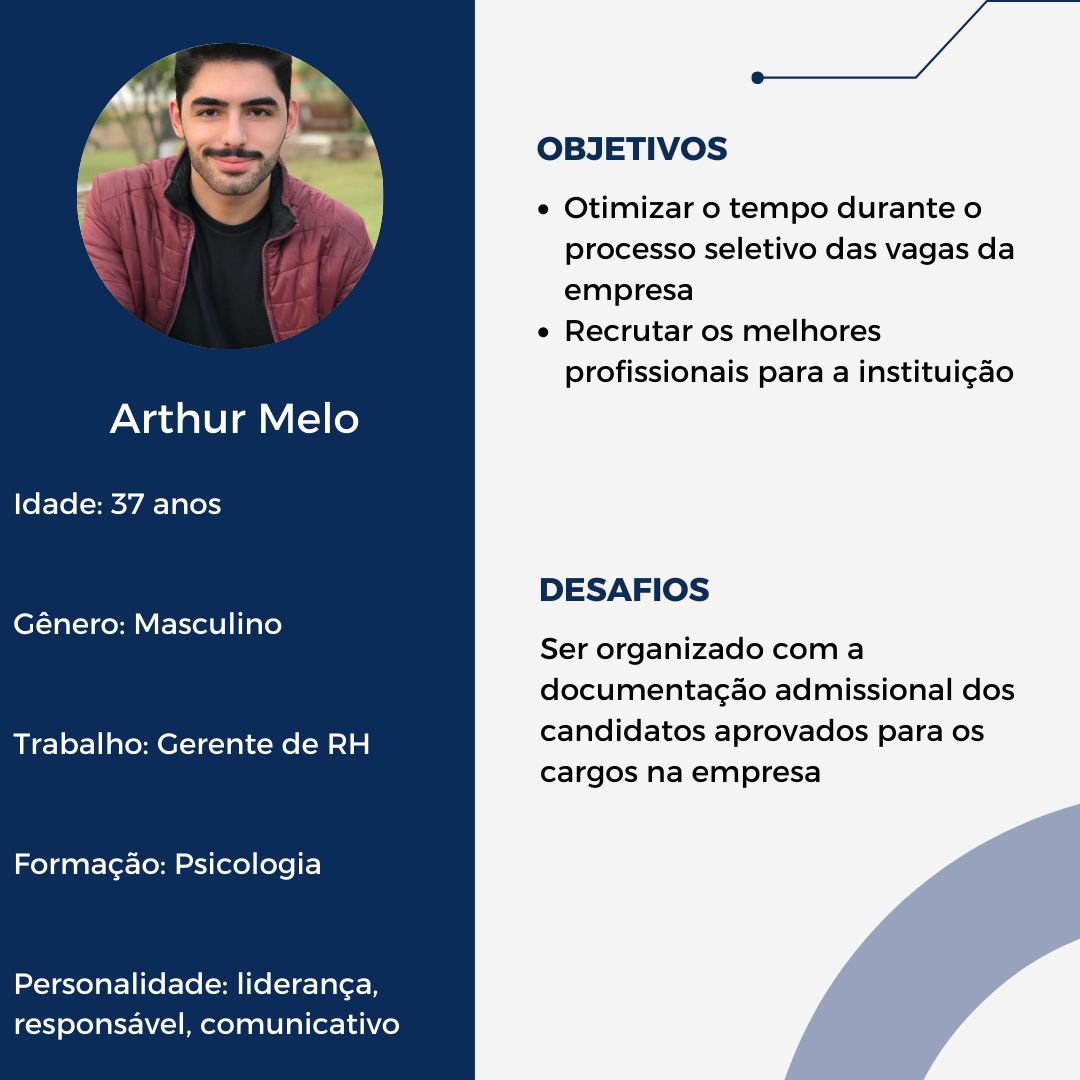 Arthur Melo
Idade: 37 anos
Gênero: Masculino
Trabalho: Gerente de RH
Formação: Psicologia
Personalidade: liderança,
responsável, comunicativo
OBJETIVOS
• Otimizar o tempo durante o
processo seletivo das vagas da
empresa
• Recrutar os melhores
profissionais para a instituição
DESAFIOS
Ser organizado com a
documentação admissional dos
candidatos aprovados para os
cargos na empresa